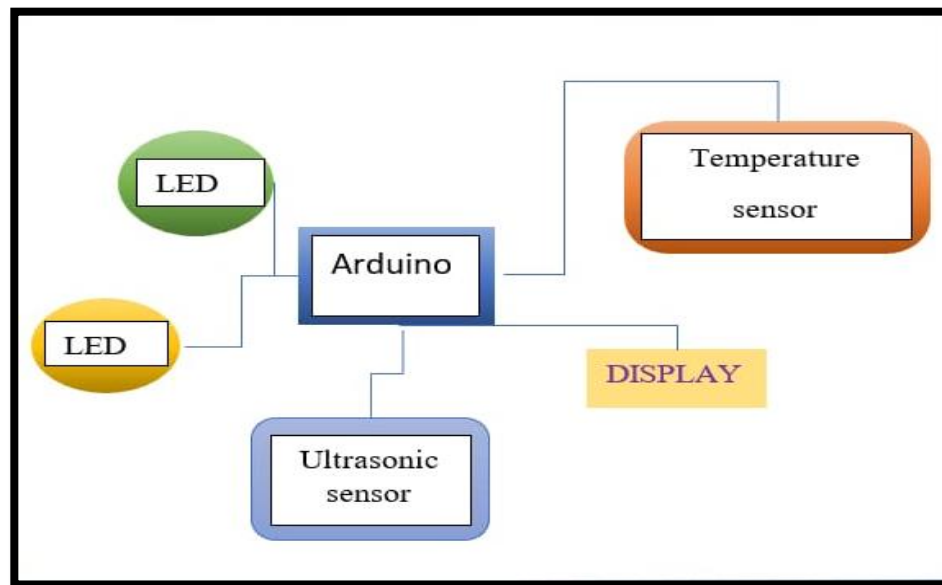 LED
Temperature
sensor
Arduino
LED
DISPLAY
Ultrasonic
sensor